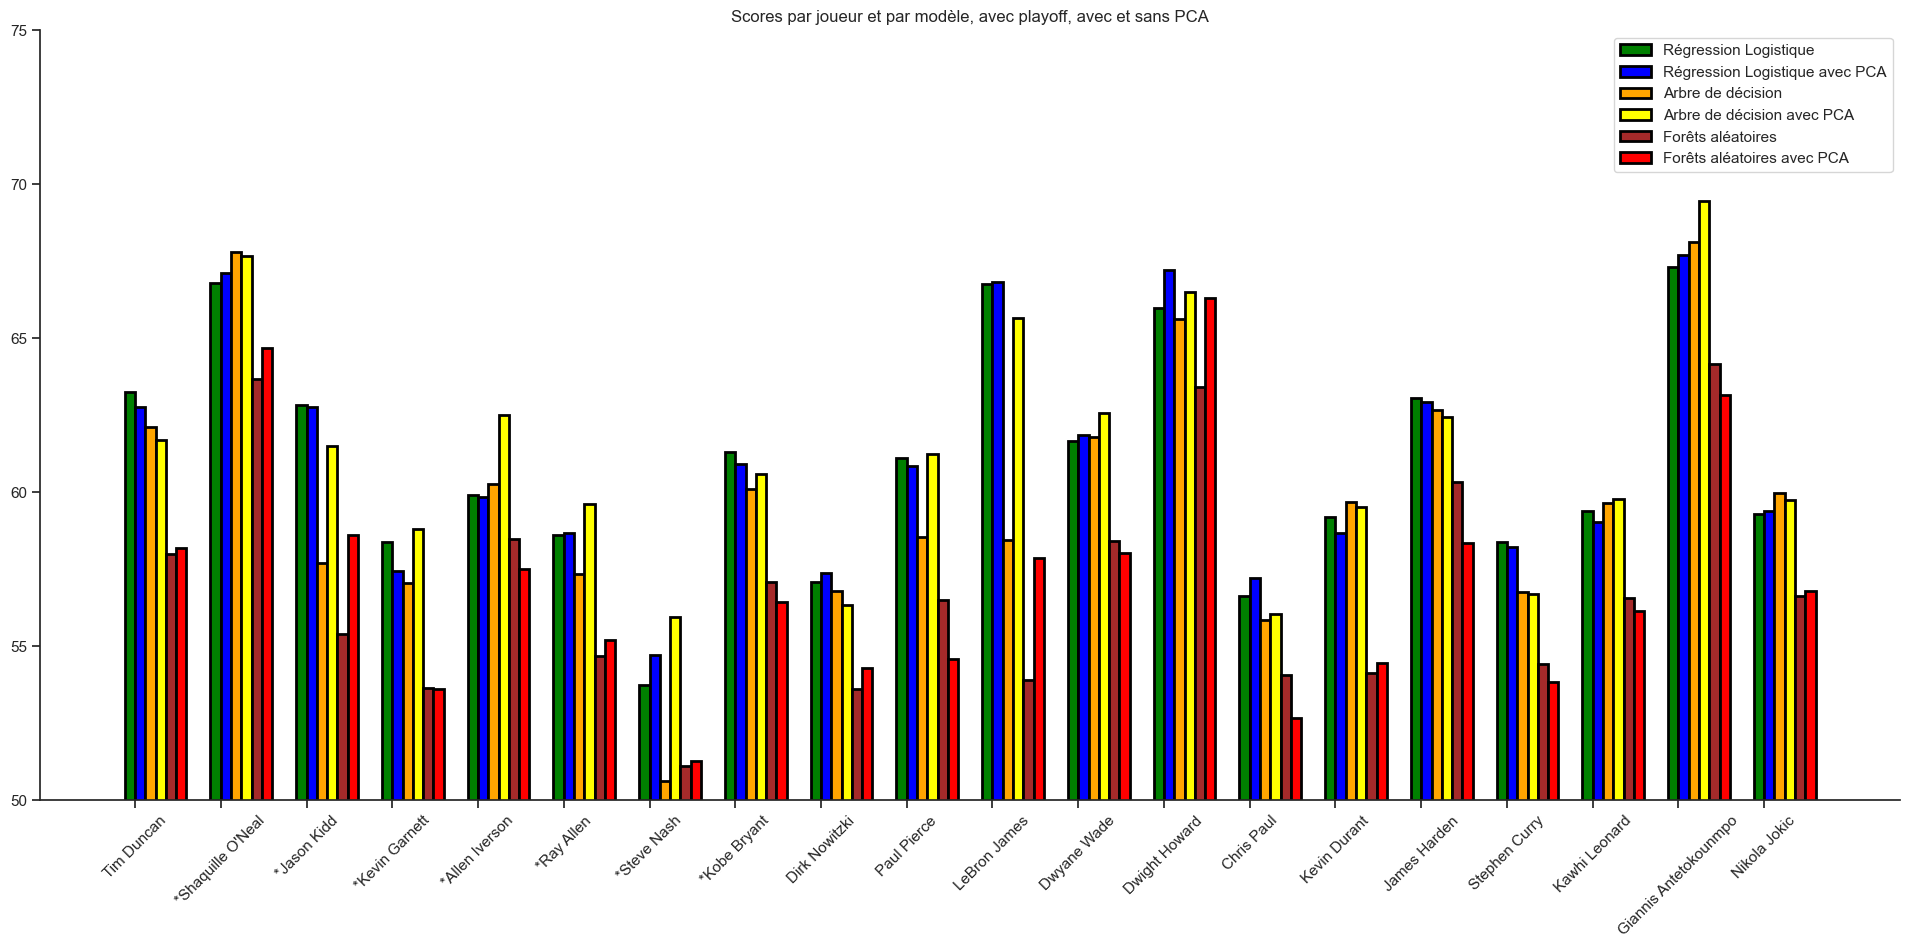 Scores par joueur et par modèle, avec playoff, avec et sans PCA
75
70
65
60
55
50
Régression Logistique
Régression Logistique avec PCA
Arbre de décision
Arbre de décision avec PCA
Forêts aléatoires
Forêts aléatoires avec PCA
Tim Duncan
*Shaquille O'Neal
*Jason Kidd
*Kevin Garnett
*Allen Iverson
*Ray Allen
*Steve Nash
*Kobe Bryant
Dirk Nowitzki
Paul Pierce
LeBron James
Dwyane Wade
Dwight Howard
Chris Paul
Kevin Durant
James Harden
Stephen Curry
Kawhi Leonard
Giannis Antetokounmpo
Nikola Jokic